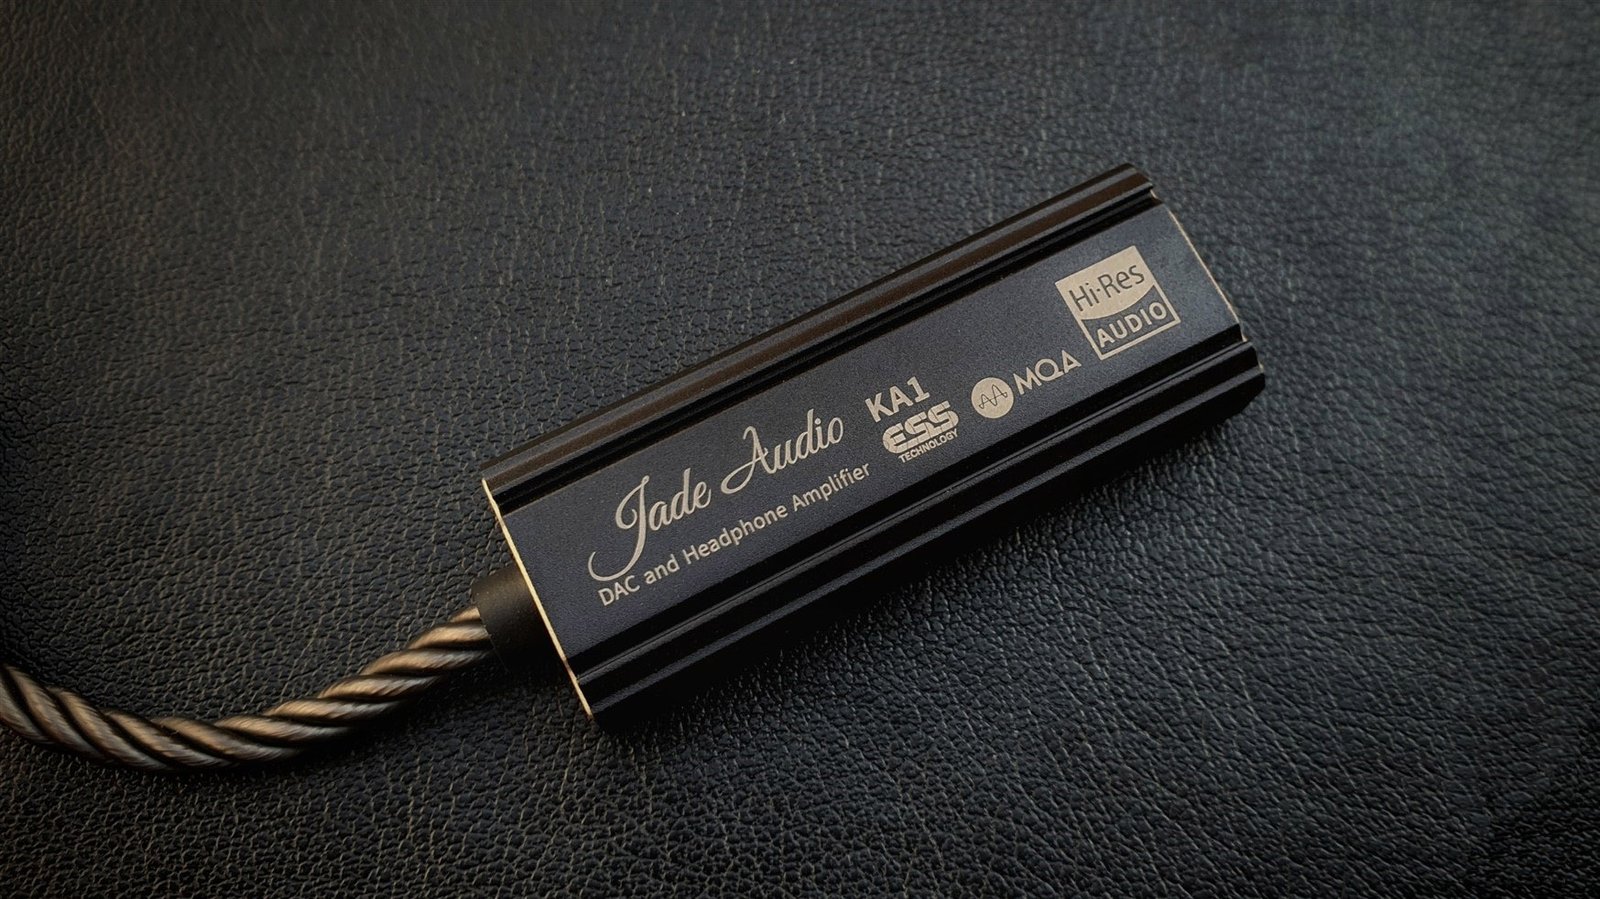 Jade Audio
DAC and Headphone Amplifier
KA1
ESS
TECHNOLOGY
MQA
Hi-Res
AUDIO